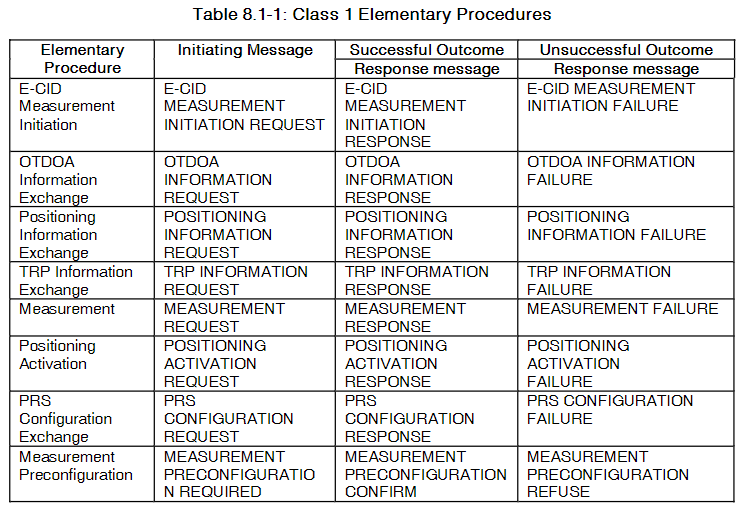 Table 8.1-1: Class 1 Elementary Procedures
Elementary Procedure | Initiating Message | Successful Outcome | Unsuccessful Outcome
Response message | Response message
E-CID Measurement Initiation | E-CID MEASUREMENT INITIATION REQUEST | E-CID MEASUREMENT INITIATION RESPONSE | E-CID MEASUREMENT INITIATION FAILURE
OTDOA Information Exchange | OTDOA INFORMATION REQUEST | OTDOA INFORMATION RESPONSE | OTDOA INFORMATION FAILURE
Positioning Information Exchange | POSITIONING INFORMATION REQUEST | POSITIONING INFORMATION RESPONSE | POSITIONING INFORMATION FAILURE
TRP Information Exchange | TRP INFORMATION REQUEST | TRP INFORMATION RESPONSE | TRP INFORMATION FAILURE
Measurement | MEASUREMENT REQUEST | MEASUREMENT RESPONSE | MEASUREMENT FAILURE
Positioning Activation | POSITIONING ACTIVATION REQUEST | POSITIONING ACTIVATION RESPONSE | POSITIONING ACTIVATION FAILURE
PRS Configuration Exchange | PRS CONFIGURATION REQUEST | PRS CONFIGURATION RESPONSE | PRS CONFIGURATION FAILURE
Measurement Preconfiguration | MEASUREMENT PRECONFIGURATION REQUIRED | MEASUREMENT PRECONFIGURATION CONFIRM | MEASUREMENT PRECONFIGURATION REFUSE